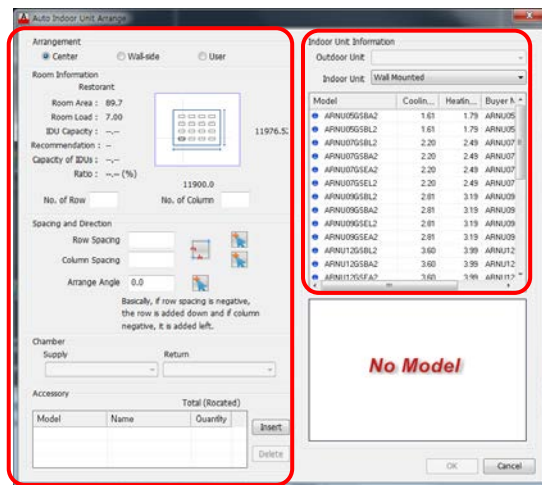 Auto Indoor Unit Arrange
Arrangement
Center Wall-side User
Room Information
Restorant
Room Area : 89.7
Room Load : 7.00
IDU Capacity : --.--
Recommendation : --
Capacity of IDUs : --.--
Ratio : --.-- (%)
11976.5
11900.0
No. of Row No. of Column
Spacing and Direction
Row Spacing
Column Spacing
Arrange Angle 0.0
Basically, if row spacing is negative,
the row is added down and if column
negative, it is added left.
Chamber
Supply Return
Accessory
Total (Rocated)
Model Name Quantity
Insert
Delete
Indoor Unit Information
Outdoor Unit
Indoor Unit Wall Mounted
Model Coolin... Heatin... Buyer M
ARNU05GSBA2 1.61 1.79 ARNU05
ARNU05GSBL2 1.61 1.79 ARNU05
ARNU07GSBL2 2.20 2.49 ARNU07
ARNU07GSBA2 2.20 2.49 ARNU07
ARNU07GSEA2 2.20 2.49 ARNU07
ARNU07GSEL2 2.20 2.49 ARNU07
ARNU09GSBA2 2.81 3.19 ARNU09
ARNU09GSBL2 2.81 3.19 ARNU09
ARNU09GSEL2 2.81 3.19 ARNU09
ARNU09GSEA2 2.81 3.19 ARNU09
ARNU12GSBL2 3.60 3.99 ARNU12
ARNU12GSBA2 3.60 3.99 ARNU12
ARNU12GSEA2 3.60 3.99 ARNU12
No Model
OK Cancel